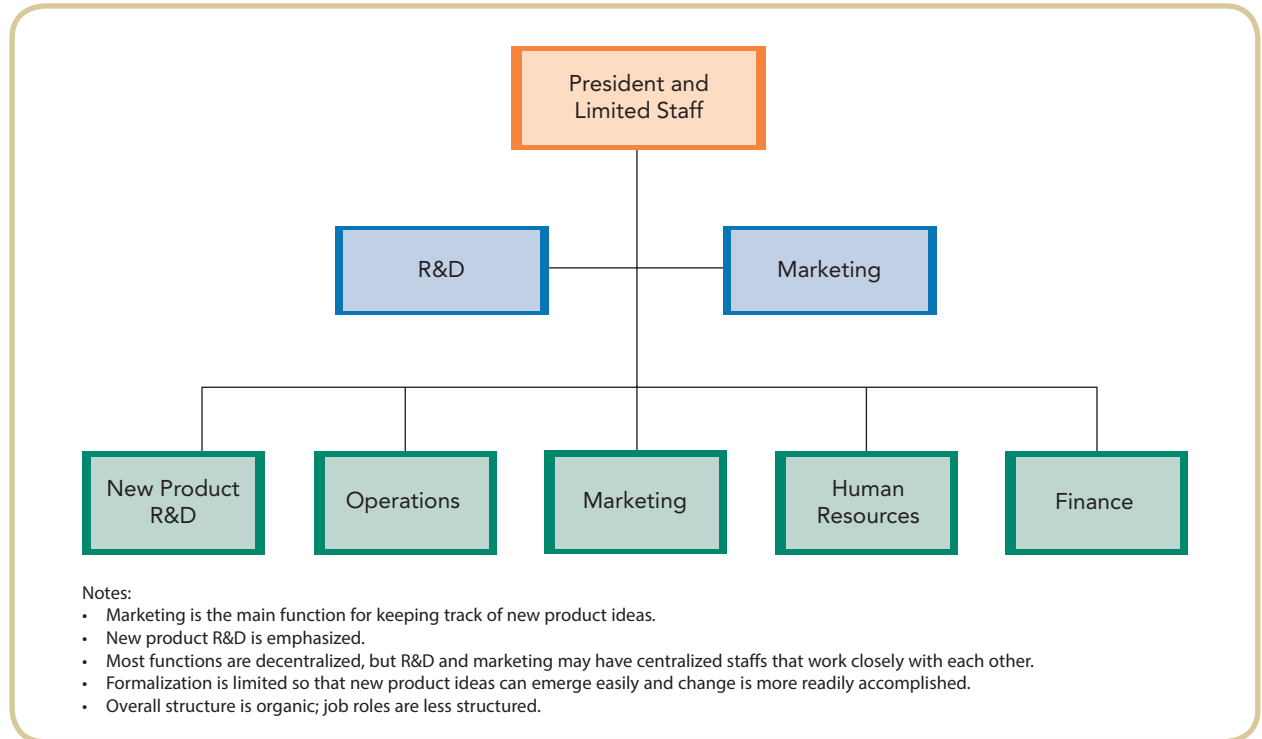 President and
Limited Staff
R&D
Marketing
New Product
R&D
Operations
Marketing
Human
Resources
Finance
Notes:
• Marketing is the main function for keeping track of new product ideas.
• New product R&D is emphasized.
• Most functions are decentralized, but R&D and marketing may have centralized staffs that work closely with each other.
• Formalization is limited so that new product ideas can emerge easily and change is more readily accomplished.
• Overall structure is organic; job roles are less structured.